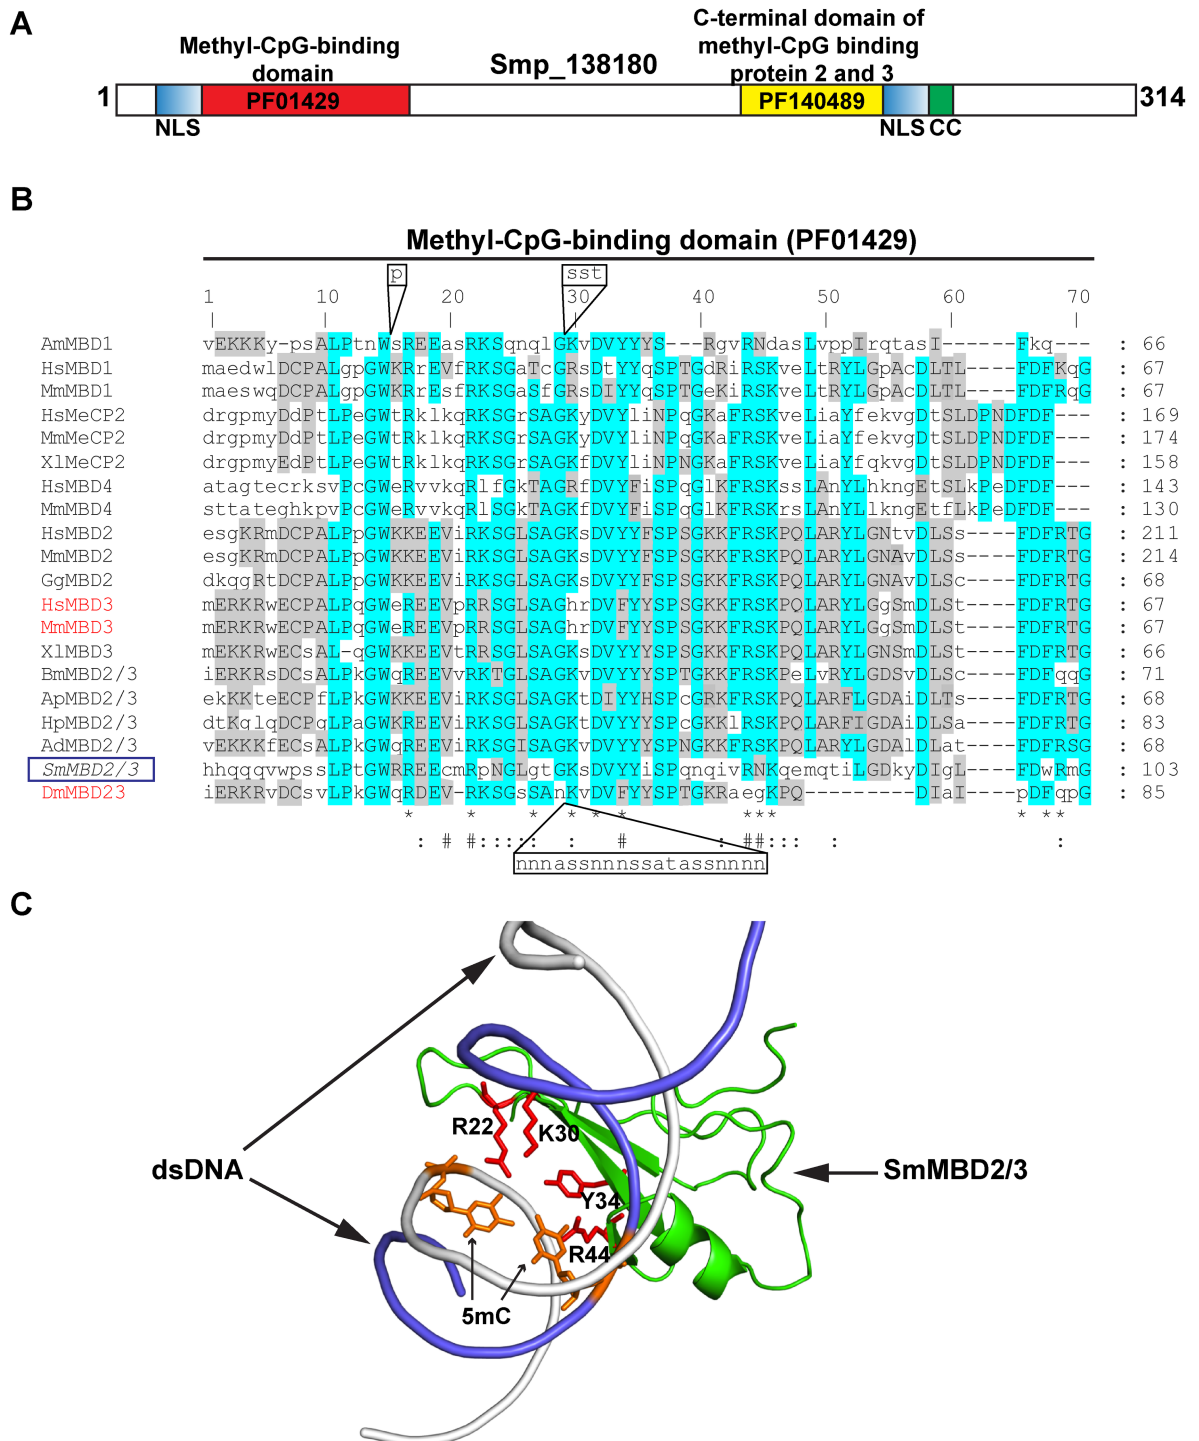 A
Methyl-CpG-binding
domain
Smp_138180
C-terminal domain of
methyl-CpG binding
protein 2 and 3
1
PF01429
PF140489
314
NLS
NLS CC
B
Methyl-CpG-binding domain (PF01429)
p
sst
1 10 20 30 40 50 60 70
AmMBD1 vEKKKy-psALPtnWsREEasRKSqnqlGKvDVYYYS---RgvRNdasLvppIrqtasI----Fkq--- : 66
HsMBD1 maedwlDCPALgpGWKRrEVfRKSGaTcGRsDtYYqSPTGdRiRSKveLtRYLGpAcDLTL----FDFKqG : 67
MmMBD1 maeswqDCPALgpGWKRrEsfRKSGaSfGRsDIYYqSPTGeKiRSKveLtRYLGpACDLTL----FDFRqG : 67
HsMeCP2 drgpmyDdPtLPeGWtRklkqRKSGrSAGKyDVYliNPqGKaFRSKveLiaYfekvgDtSLDPNDFDF--- : 169
MmMeCP2 drgpmyDdPtLPeGWtRklkqRKSGrSAGKyDVYliNPqGKaFRSKveLiaYfekvgDtSLDPNDFDF--- : 174
XlMeCP2 drgpmyEdPtLPeGWtRklkqRKSGrSAGKfDVYliNPNGKaFRSKveLiaYfqkvgDtSLDPNDFDF--- : 158
HsMBD4 atagtecrksvPcGWeRvvkqRlfGkTAGRfDVYFiSPqGlKFRSKssLAnYLhkngEtSLkPeDFDF--- : 143
MmMBD4 sttateghkpvPCGWeRvvkqRlSGkTAGKfDVYFiSPqGlKFRSKrsLAnYLlkngEtfLkPeDFDF--- : 130
HsMBD2 esgKRmDCPALPpGWKKEEViRKSGLSAGKsDVYYFSPSGKKFRSKPQLARYLGNtvDLSs----FDFRTG : 211
MmMBD2 esgKRmDCPALPpGWKKEEViRKSGLSAGKsDVYYFSPSGKKFRSKPQLARYLGNAvDLSs----FDFRTG : 214
GgMBD2 dkqgRtDCPALPpGWKKEEViRKSGLSAGKsDVYYFSPSGKKFRSKPQLARYLGNAvDLSc----FDFRTG : 68
HsMBD3 mERKRwECPALPqGWeREEVpRRSGLSAGhrDVFYYSPSGKKFRSKPQLARYLGgSmDLSt----FDFRTG : 67
MmMBD3 mERKRwECPALPqGWeREEVpRRSGLSAGhrDVFYYSPSGKKFRSKPQLARYLGgSmDLSt----FDFRTG : 67
XlMBD3 mEKKRwECsAL-qGWKKEEVtRRSGLSAGKsDVYYYSPSGKKFRSKPQLARYLGNSmDLSt----FDFRTG : 66
BmMBD2/3 iERKRsDCsALPkGWqREEVvRKTGLSAGKsDVYYYSPSGKKFRSKPeLvRYLGDSvDLSc----FDFqqG : 71
ApMBD2/3 ekKKteECPfLPkGWKKEEViRKSGLSAGKtDIYYHSPcGKKFRSKPQLARFLGDAiDLTs----FDFRTG : 68
HpMBD2/3 dtKqlqDCPqLPaGWKREEViRKSGLSAGKtDVYYYSPcGKKlRSKPQLARFIGDAiDLSa----FDFRTG : 83
AdMBD2/3 vEKKKfECsALPkGWqREEViRKSGISAGKvDVYYYSPNGKKFRSKPQLARYLGDAlDLat----FDFRSG : 68
SmMBD2/3 hhqqqvwpssLPtGWRREEcmRpNGLgtGKsDVYYiSPqnqivRNKqemqtiLGDkyDIgL----FDwRmG : 103
DmMBD23 iERKRvDCsvLPkGWqRDEV-RKSGsSAnKvDVFYYSPTGKRaegKPQ---------DIaI----pDFqpG : 85
* * * * * * *** * **
: # #::::: : # :##::: : :
nnnassnnnssatassnnnn
C
R22
K30
dsDNA
SmMBD2/3
Y34
R44
5mC